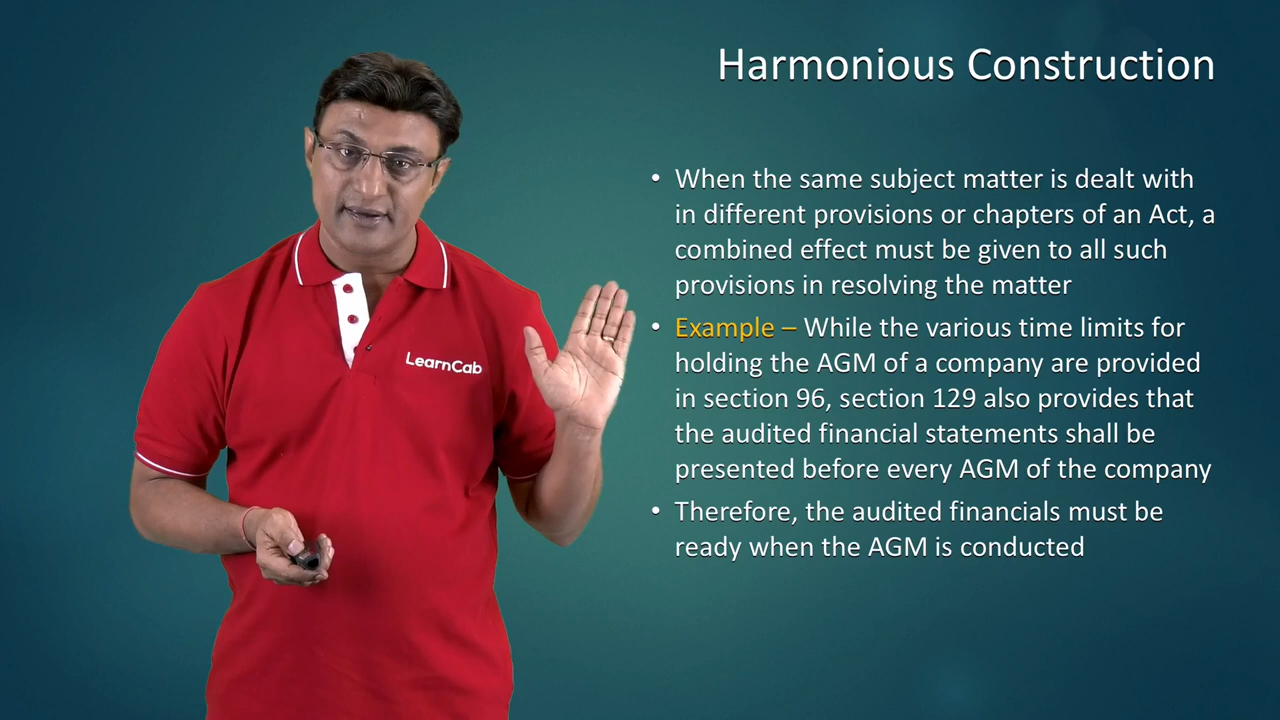 Harmonious Construction
• When the same subject matter is dealt with
in different provisions or chapters of an Act, a
combined effect must be given to all such
provisions in resolving the matter
• Example – While the various time limits for
holding the AGM of a company are provided
in section 96, section 129 also provides that
the audited financial statements shall be
presented before every AGM of the company
• Therefore, the audited financials must be
ready when the AGM is conducted
LearnCab